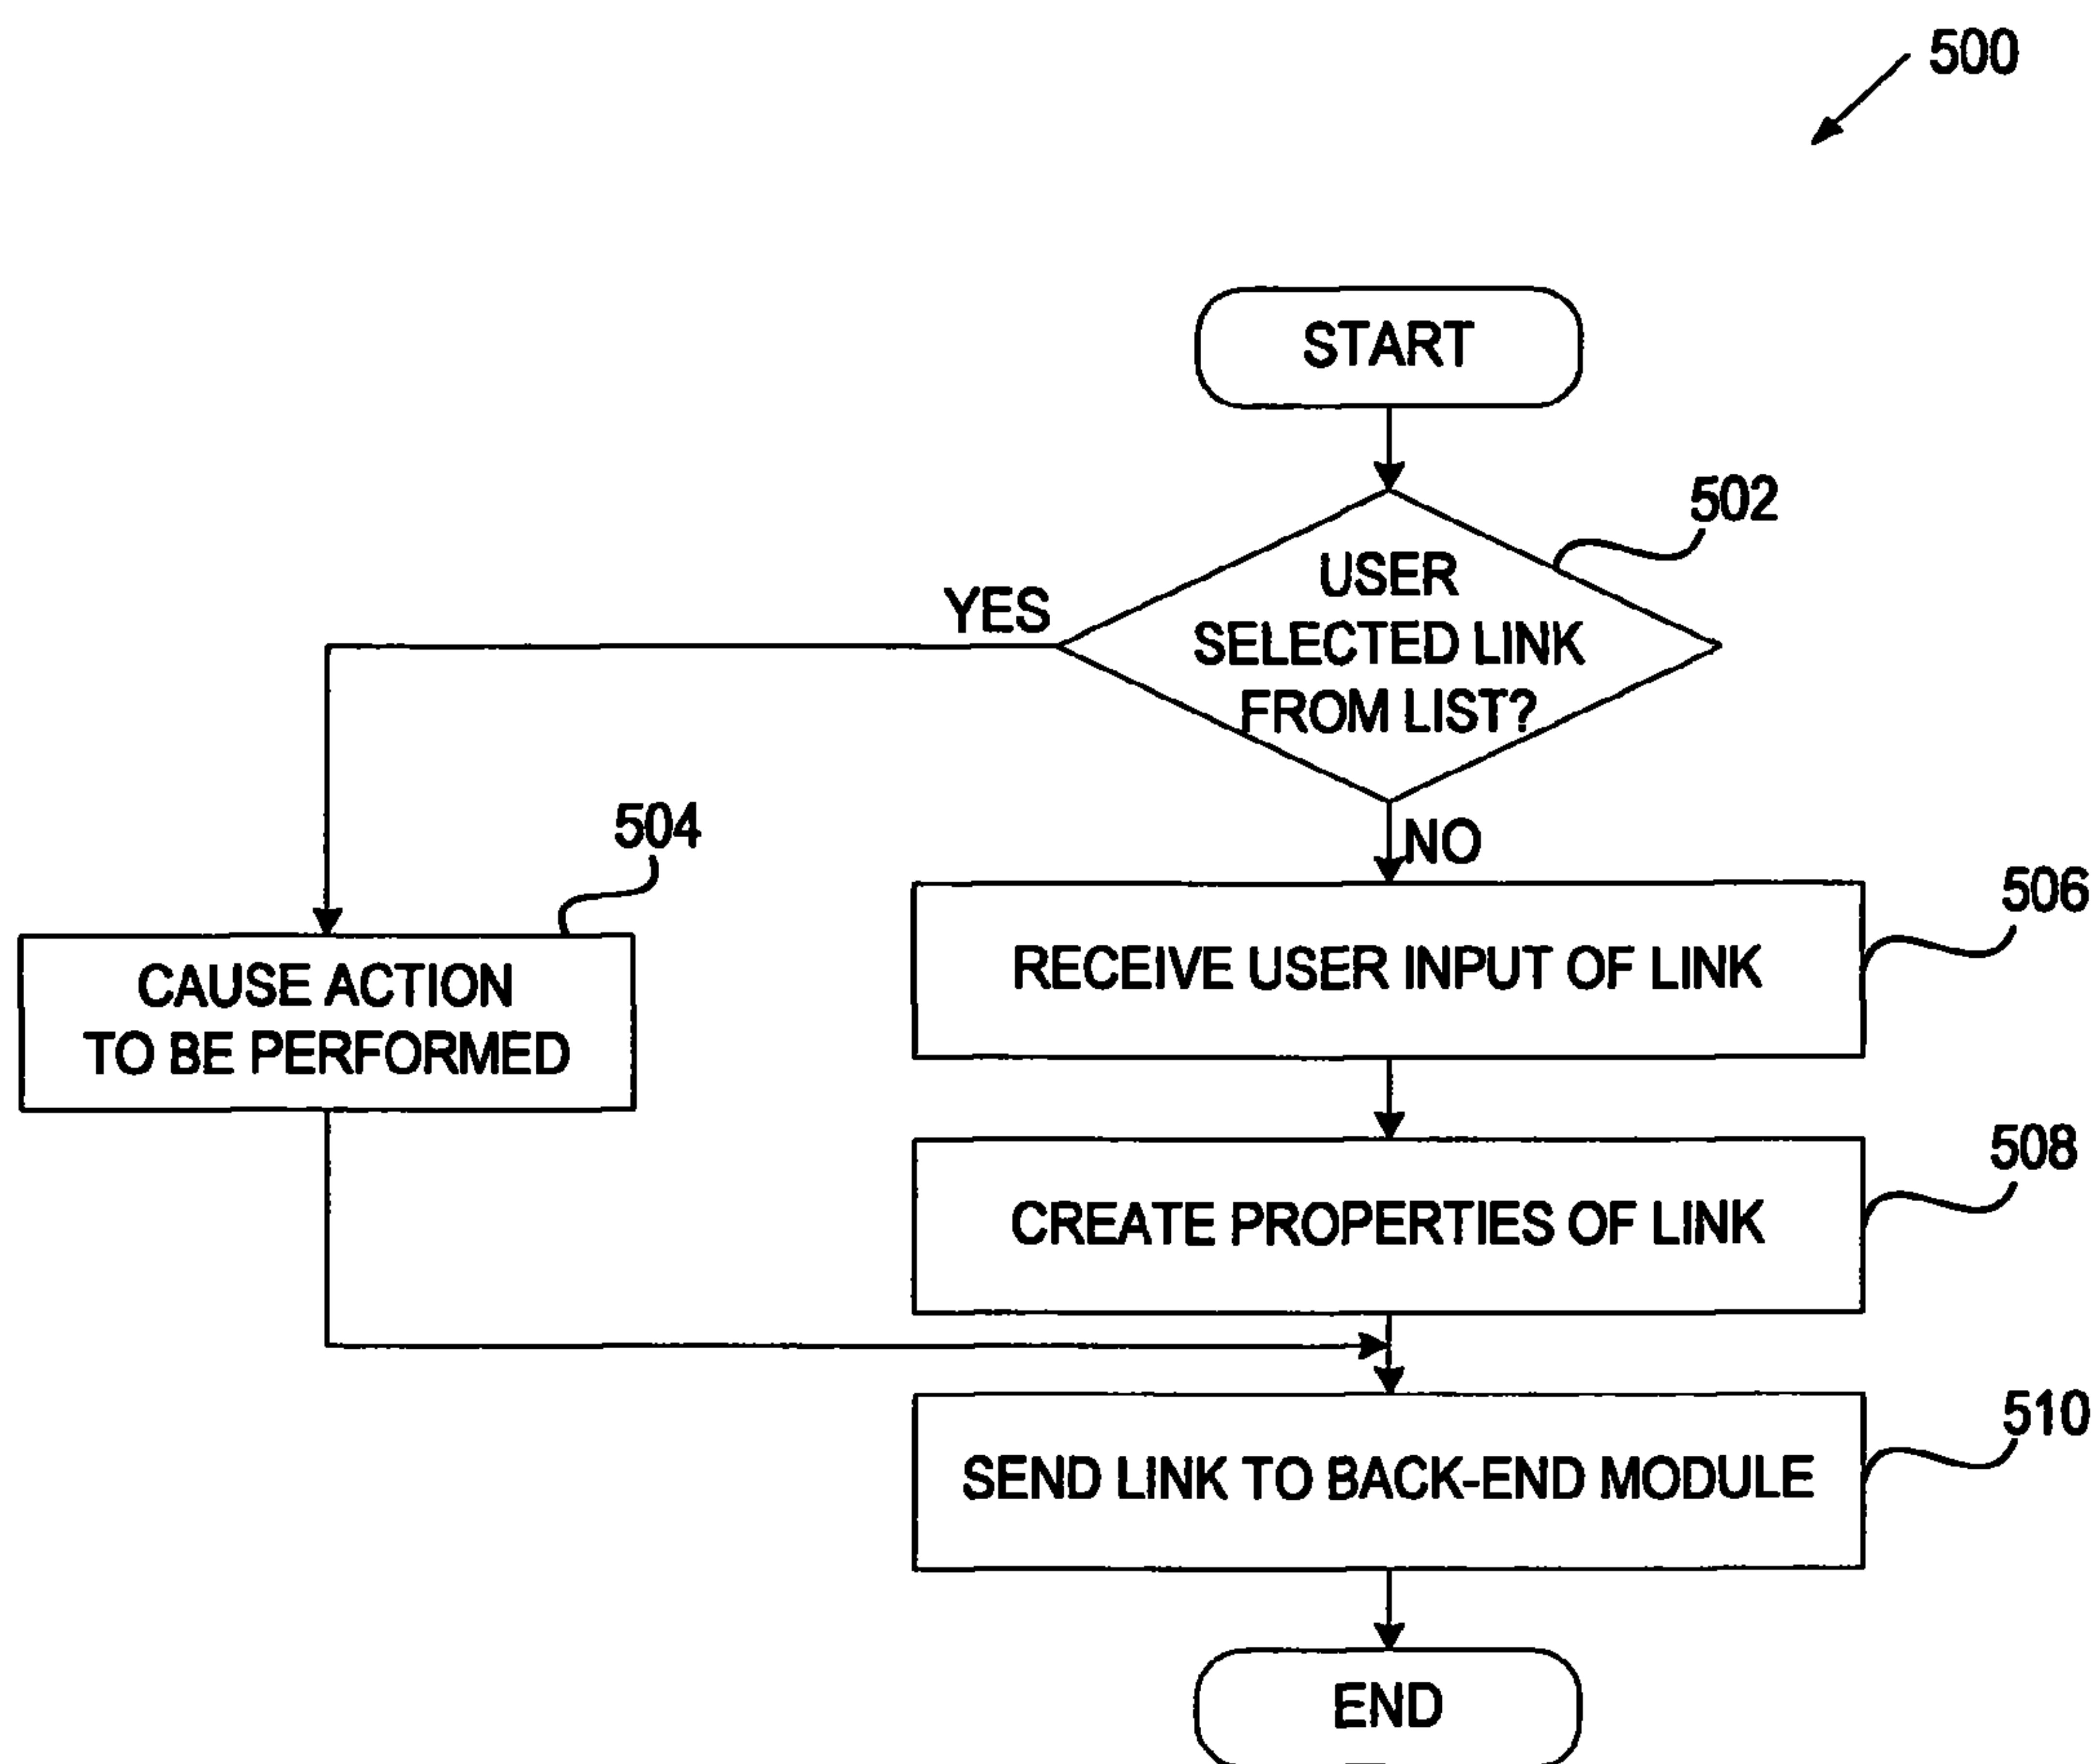 500
START
502
USER
SELECTED LINK
FROM LIST?
YES
NO
504
CAUSE ACTION
TO BE PERFORMED
506
RECEIVE USER INPUT OF LINK
508
CREATE PROPERTIES OF LINK
510
SEND LINK TO BACK-END MODULE
END